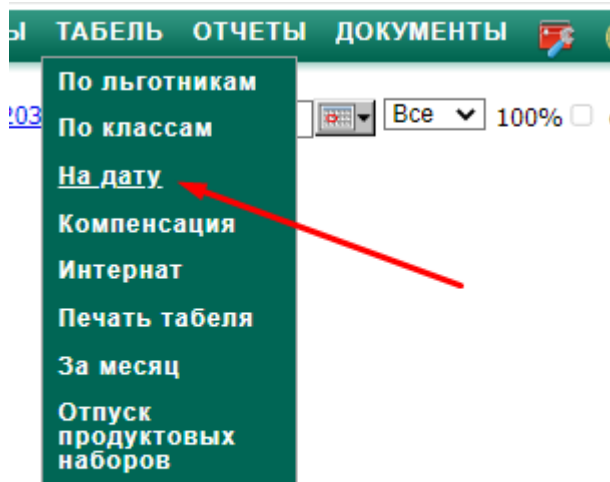 Ы ТАБЕЛЬ ОТЧЕТЫ ДОКУМЕНТЫ
По льготникам
203 Все 100%
По классам
На дату
Компенсация
Интернат
Печать табеля
За месяц
Отпуск
продуктовых
наборов